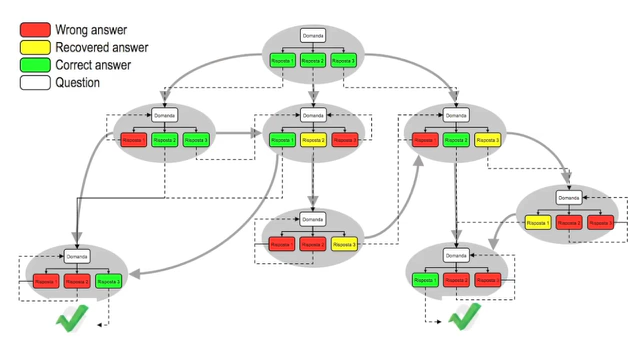 Wrong answer
Recovered answer
Correct answer
Question
Domanda
Risposta 1 Risposta 2 Risposta 3
Domanda Domanda Domanda
Risposta 1 Risposta 2 Risposta 3 Risposta 1 Risposta 2 Risposta 3 Risposta Risposta 2 Risposta 3
Domanda
Risposta 1 Risposta 2 Risposta 3
Domanda
Risposta 1 Risposta 2 Risposta 3
Domanda
Risposta 1 Risposta 2 Risposta 3
Domanda
Risposta 1 Risposta 2 Risposta 3